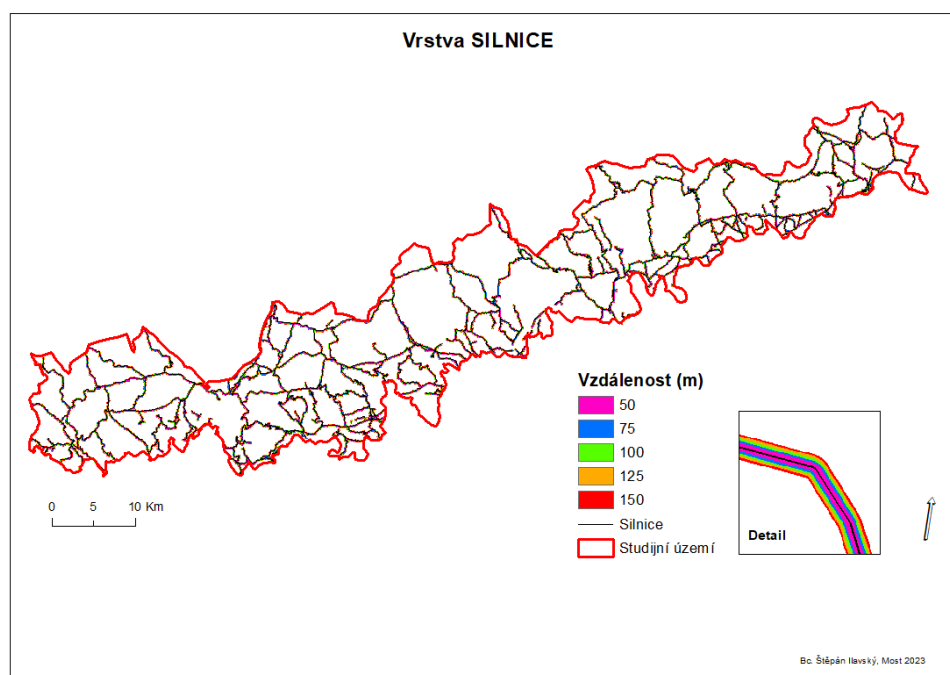 Vrstva SILNICE
Vzdálenost (m)
50
75
100
125
150
Silnice
Studijní území
0 5 10 Km
Detail
Bc. Štěpán Ilavský, Most 2023